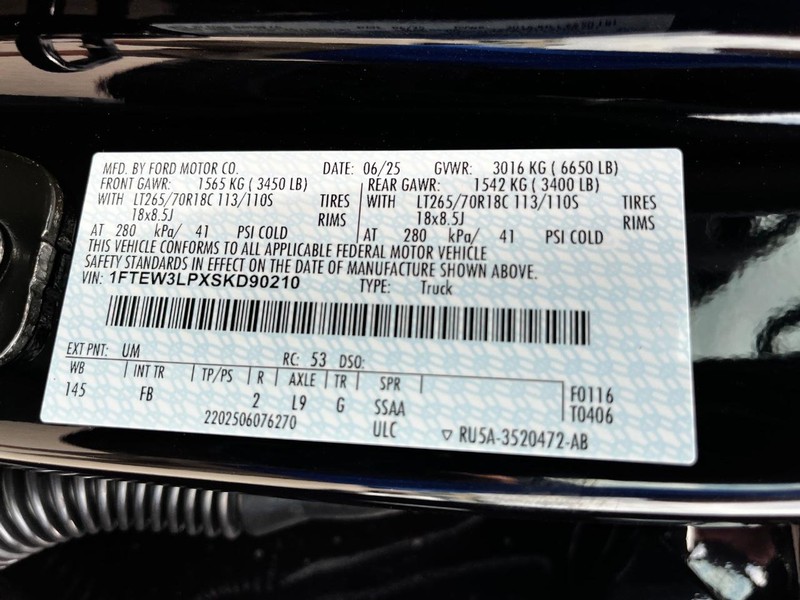 MFD. BY FORD MOTOR CO. DATE: 06/25 GVWR: 3016 KG ( 6650 LB)
FRONT GAWR: 1565 KG ( 3450 LB) REAR GAWR: 1542 KG ( 3400 LB)
WITH LT265/70R18C 113/110S TIRES WITH LT265/70R18C 113/110S TIRES
18x8.5J RIMS 18x8.5J RIMS
AT 280 kPa/ 41 PSI COLD AT 280 kPa/ 41 PSI COLD
THIS VEHICLE CONFORMS TO ALL APPLICABLE FEDERAL MOTOR VEHICLE
SAFETY STANDARDS IN EFFECT ON THE DATE OF MANUFACTURE SHOWN ABOVE.
VIN: 1FTEW3LPXSKD90210 TYPE: Truck
EXT PNT: UM RC: 53 DSO:
WB INT TR TP/PS R AXLE TR SPR
145 FB 2 L9 G SSAA F0116
2202506076270 ULC T0406
▽ RU5A-3520472-AB